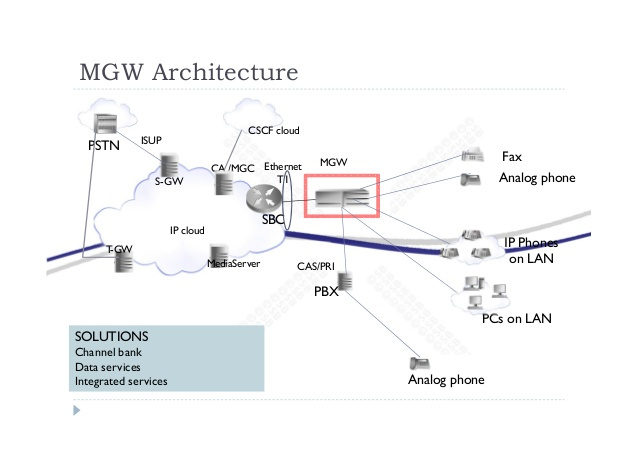 MGW Architecture
CSCF cloud
PSTN
ISUP
S-GW
CA/MGC
Ethernet
T1
MGW
Fax
Analog phone
SBC
IP cloud
IP Phones
on LAN
T-GW
MediaServer
CAS/PRI
PBX
PCs on LAN
SOLUTIONS
Channel bank
Data services
Integrated services
Analog phone